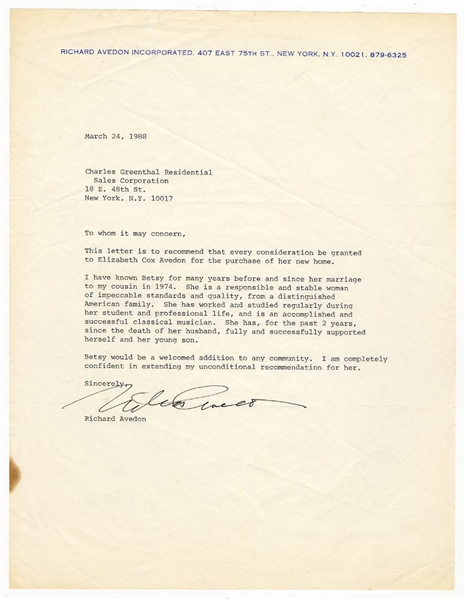 RICHARD AVEDON INCORPORATED, 407 EAST 75TH ST., NEW YORK, N.Y. 10021. 879-6325
March 24, 1988
Charles Greenthal Residential
Sales Corporation
18 E. 48th St.
New York, N.Y. 10017
To whom it may concern,
This letter is to recommend that every consideration be granted
to Elizabeth Cox Avedon for the purchase of her new home.
I have known Betsy for many years before and since her marriage
to my cousin in 1974. She is a responsible and stable woman
of impeccable standards and quality, from a distinguished
American family. She has worked and studied regularly during
her student and professional life, and is an accomplished and
successful classical musician. She has, for the past 2 years,
since the death of her husband, fully and successfully supported
herself and her young son.
Betsy would be a welcomed addition to any community. I am completely
confident in extending my unconditional recommendation for her.
Sincerely,
Richard Avedon